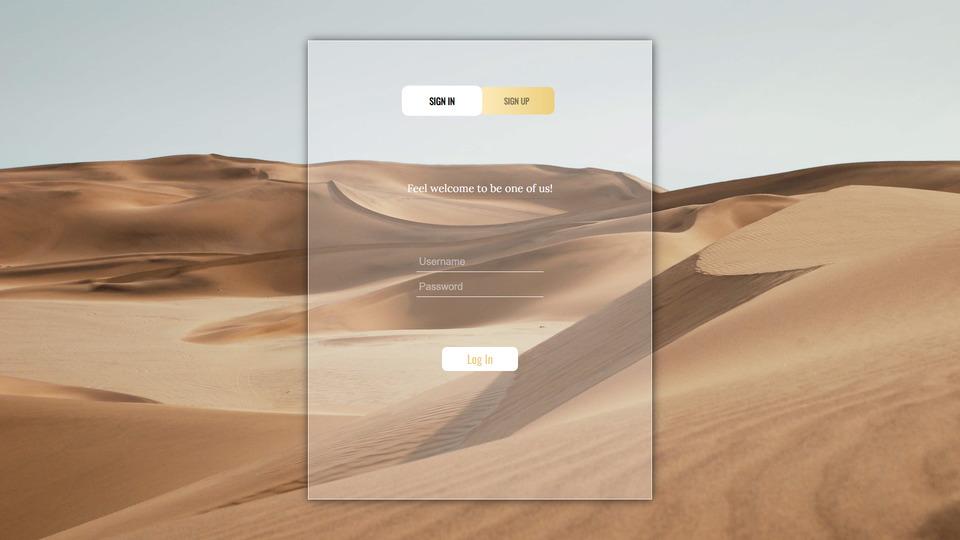 SIGN IN SIGN UP
Feel welcome to be one of us!
Username
Password
Log In